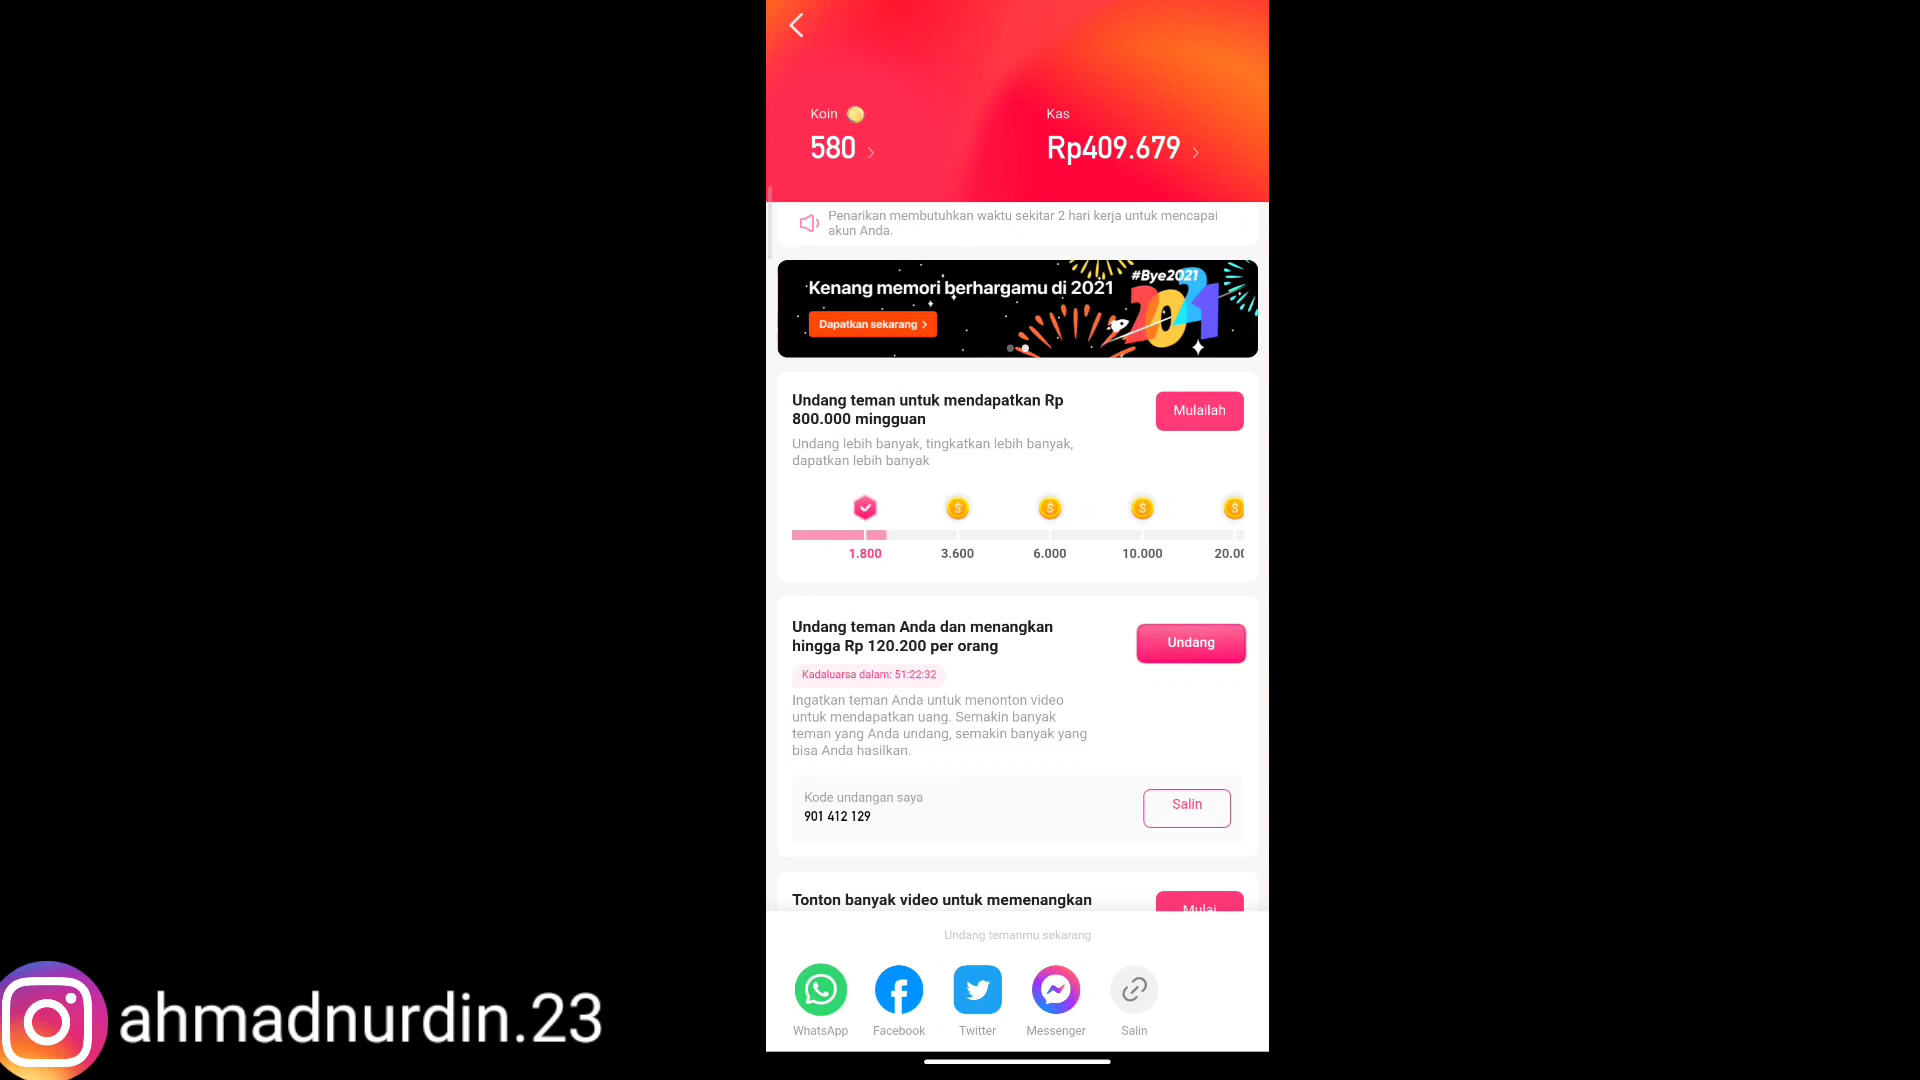 Koin
Kas
580
Rp409.679
Penarikan membutuhkan waktu sekitar 2 hari kerja untuk mencapai
akun Anda.
Kenang memori berhargamu di 2021
#Bye2021
2021
Dapatkan sekarang
Undang teman untuk mendapatkan Rp
800.000 mingguan
Mulailah
Undang lebih banyak, tingkatkan lebih banyak,
dapatkan lebih banyak
1.800
3.600
6.000
10.000
20.00
Undang teman Anda dan menangkan
hingga Rp 120.200 per orang
Undang
Kadaluarsa dalam: 51:22:32
Ingatkan teman Anda untuk menonton video
untuk mendapatkan uang. Semakin banyak
teman yang Anda undang, semakin banyak yang
bisa Anda hasilkan.
Kode undangan saya
901 412 129
Salin
Tonton banyak video untuk memenangkan
Mulai
Undang temanmu sekarang
WhatsApp
Facebook
Twitter
Messenger
Salin
ahmadnurdin.23